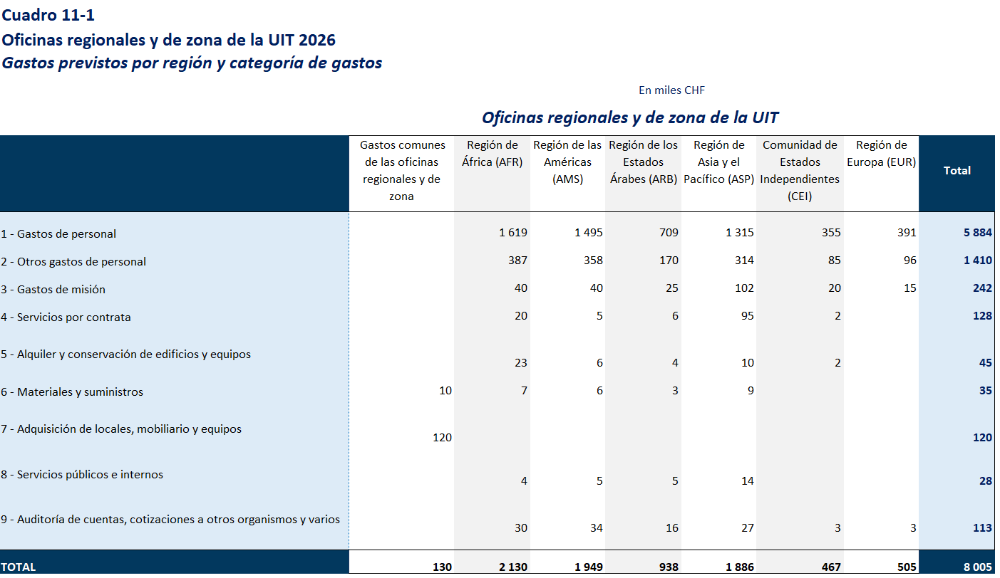 Cuadro 11-1
Oficinas regionales y de zona de la UIT 2026
Gastos previstos por región y categoría de gastos
En miles CHF
Oficinas regionales y de zona de la UIT
Gastos comunes de las oficinas regionales y de zona
Región de África (AFR)
Región de las Américas (AMS)
Región de los Estados Árabes (ARB)
Región de Asia y el Pacífico (ASP)
Comunidad de Estados Independientes (CEI)
Región de Europa (EUR)
Total
1 - Gastos de personal 1 619 1 495 709 1 315 355 391 5 884
2 - Otros gastos de personal 387 358 170 314 85 96 1 410
3 - Gastos de misión 40 40 25 102 20 15 242
4 - Servicios por contrata 20 5 6 95 2 128
5 - Alquiler y conservación de edificios y equipos 23 6 4 10 2 45
6 - Materiales y suministros 10 7 6 3 9 35
7 - Adquisición de locales, mobiliario y equipos 120 120
8 - Servicios públicos e internos 4 5 5 14 28
9 - Auditoría de cuentas, cotizaciones a otros organismos y varios 30 34 16 27 3 3 113
TOTAL 130 2 130 1 949 938 1 886 467 505 8 005